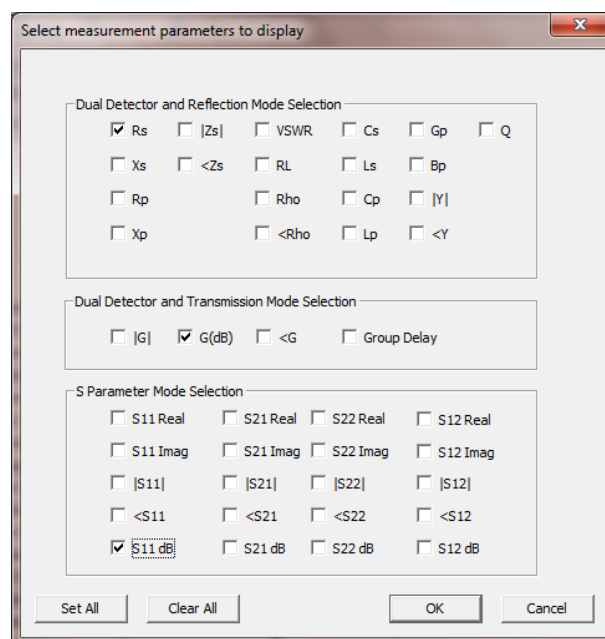 Select measurement parameters to display
Dual Detector and Reflection Mode Selection
Rs |Zs| VSWR Cs Gp Q
Xs <Zs RL Ls Bp
Rp Rho Cp |Y|
Xp <Rho Lp <Y
Dual Detector and Transmission Mode Selection
|G| G(dB) <G Group Delay
S Parameter Mode Selection
S11 Real S21 Real S22 Real S12 Real
S11 Imag S21 Imag S22 Imag S12 Imag
|S11| |S21| |S22| |S12|
<S11 <S21 <S22 <S12
S11 dB S21 dB S22 dB S12 dB
Set All Clear All OK Cancel